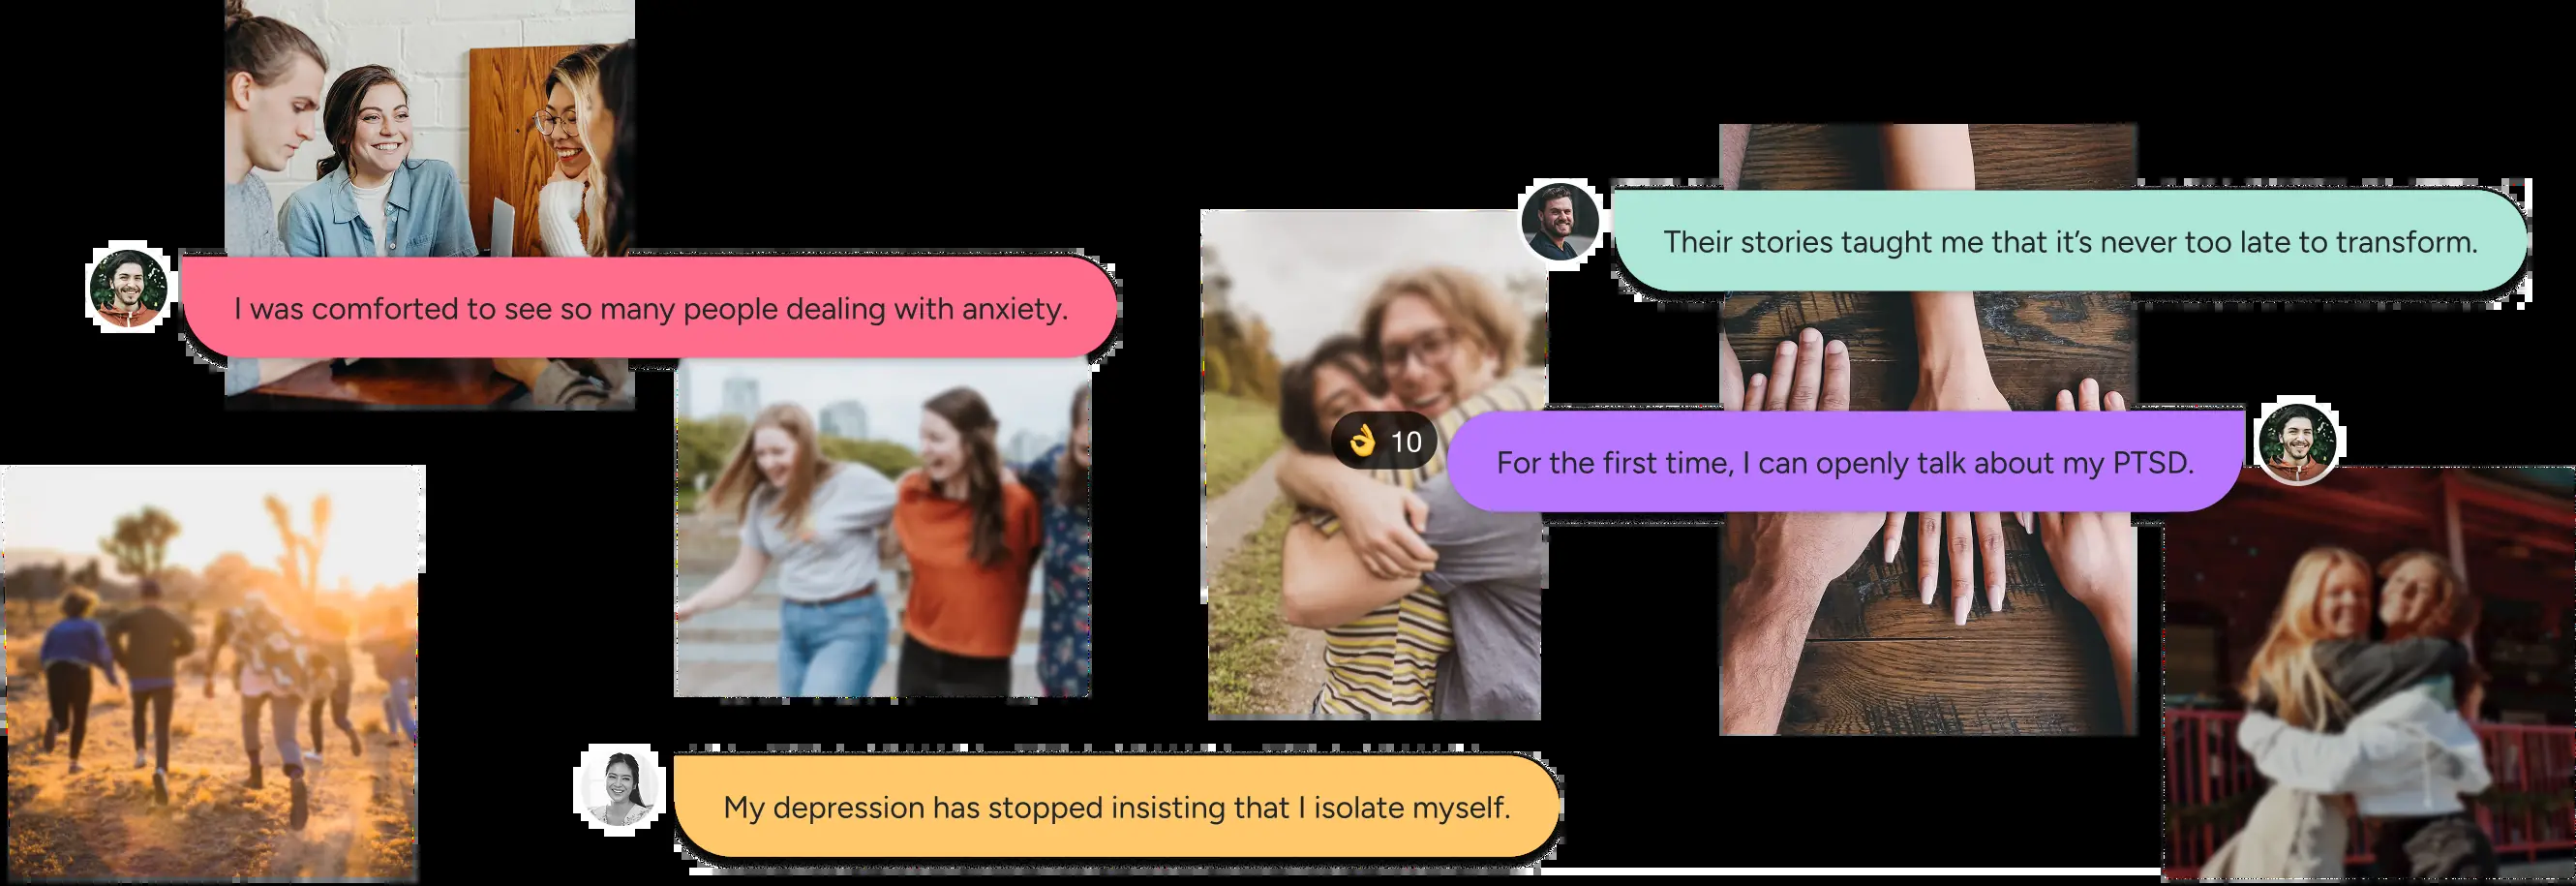 Their stories taught me that it’s never too late to transform.
I was comforted to see so many people dealing with anxiety.
👌 10
For the first time, I can openly talk about my PTSD.
My depression has stopped insisting that I isolate myself.